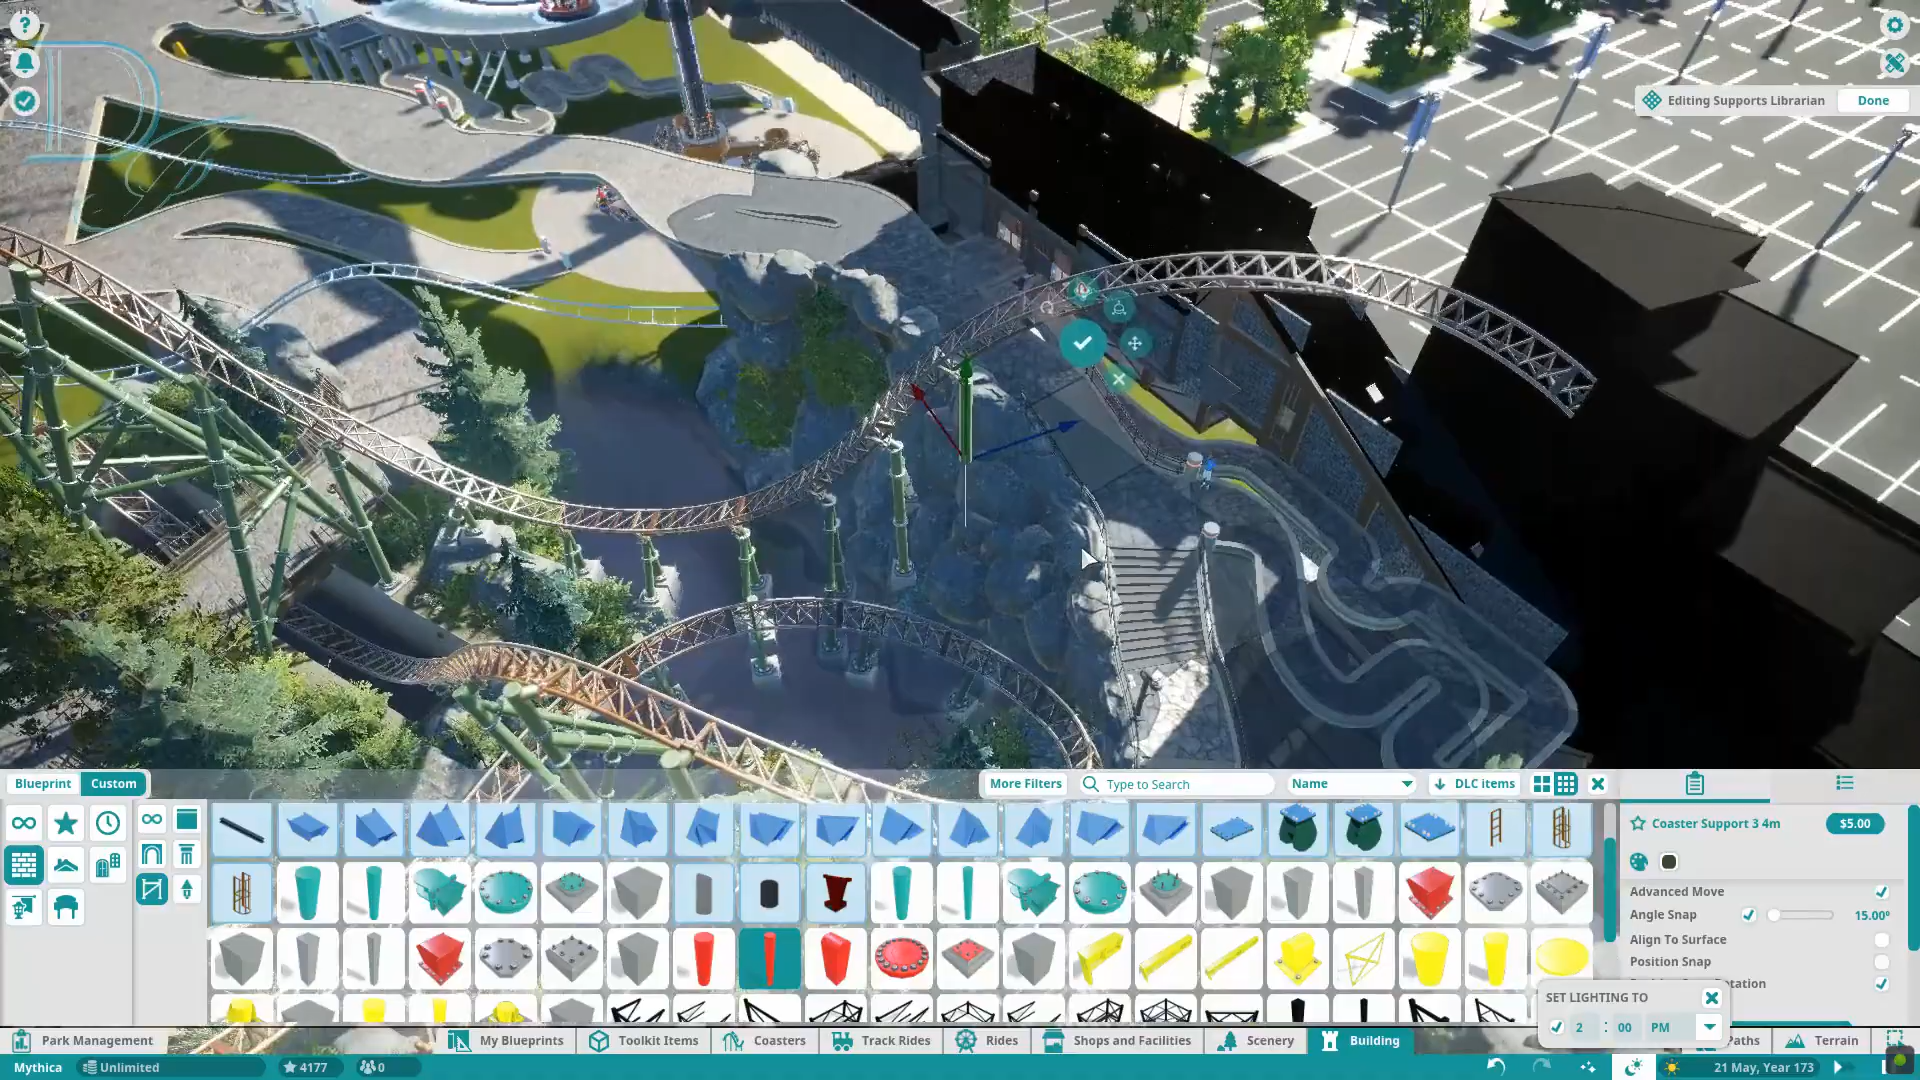 Editing Supports Librarian
Done
Blueprint
Custom
More Filters
Type to Search
Name
DLC items
Coaster Support 3 4m
$5.00
Advanced Move
Angle Snap
15.00°
Align To Surface
Position Snap
SET LIGHTING TO
2 : 00 PM
Park Management
My Blueprints
Toolkit Items
Coasters
Track Rides
Rides
Shops and Facilities
Scenery
Building
Terrain
Mythica
Unlimited
4177
0
21 May, Year 173